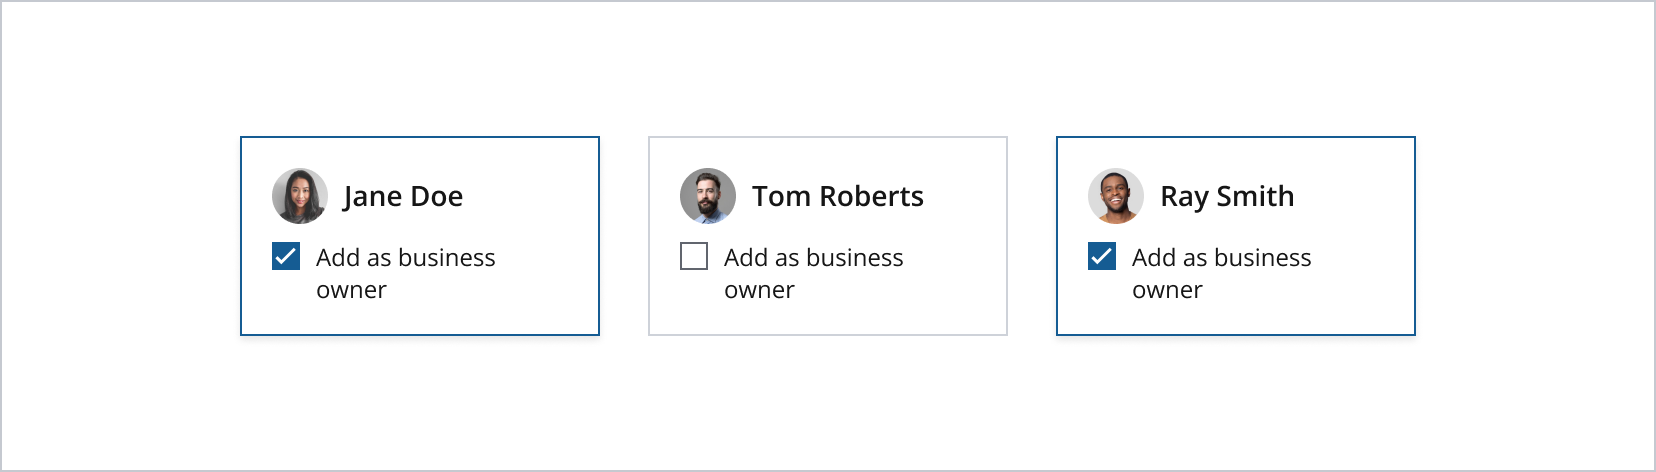 Jane Doe
Add as business
owner
Tom Roberts
Add as business
owner
Ray Smith
Add as business
owner